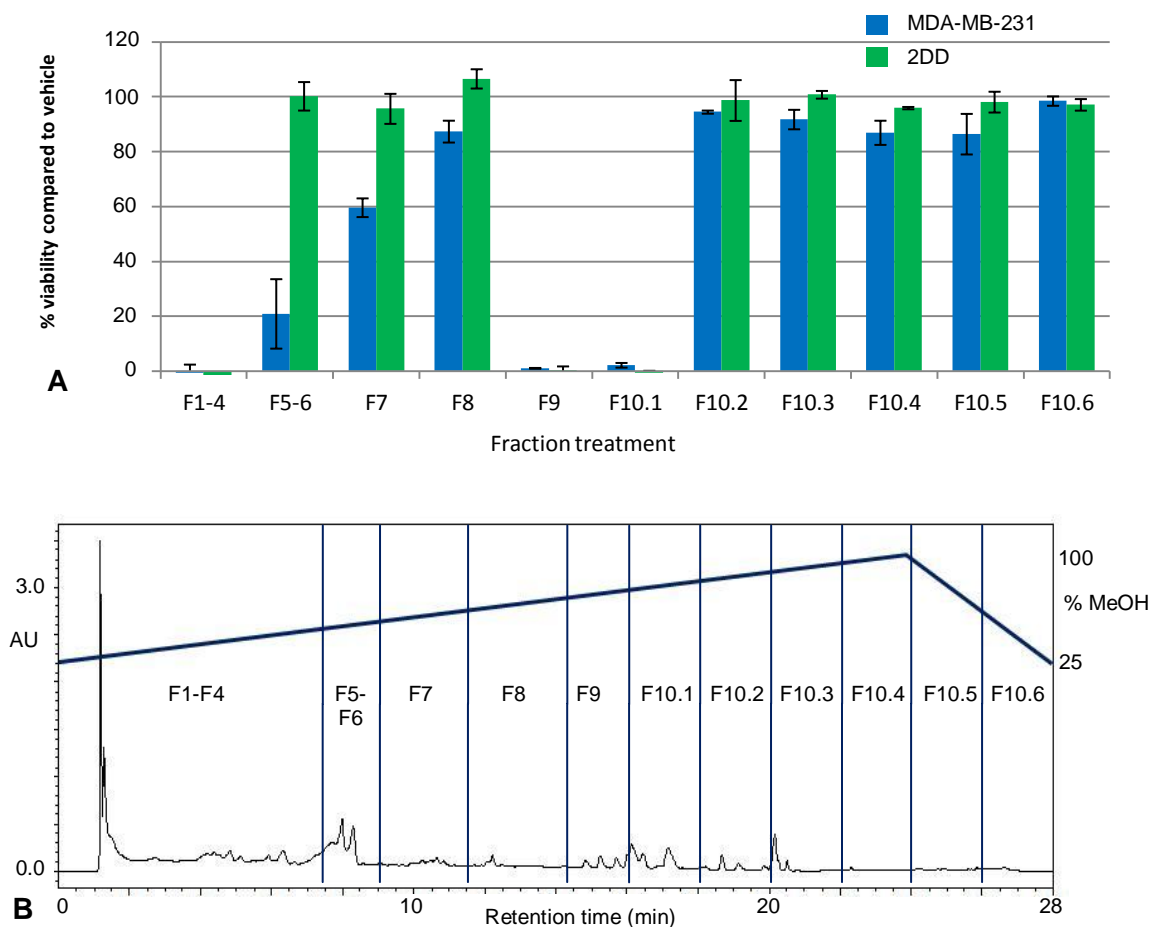 MDA-MB-231
2DD
120
100
80
60
40
20
0
% viability compared to vehicle
A
F1-4 F5-6 F7 F8 F9 F10.1 F10.2 F10.3 F10.4 F10.5 F10.6
Fraction treatment
3.0
AU
0.0
100
% MeOH
25
F1-F4 F5-F6 F7 F8 F9 F10.1 F10.2 F10.3 F10.4 F10.5 F10.6
0 10 20 28
B
Retention time (min)